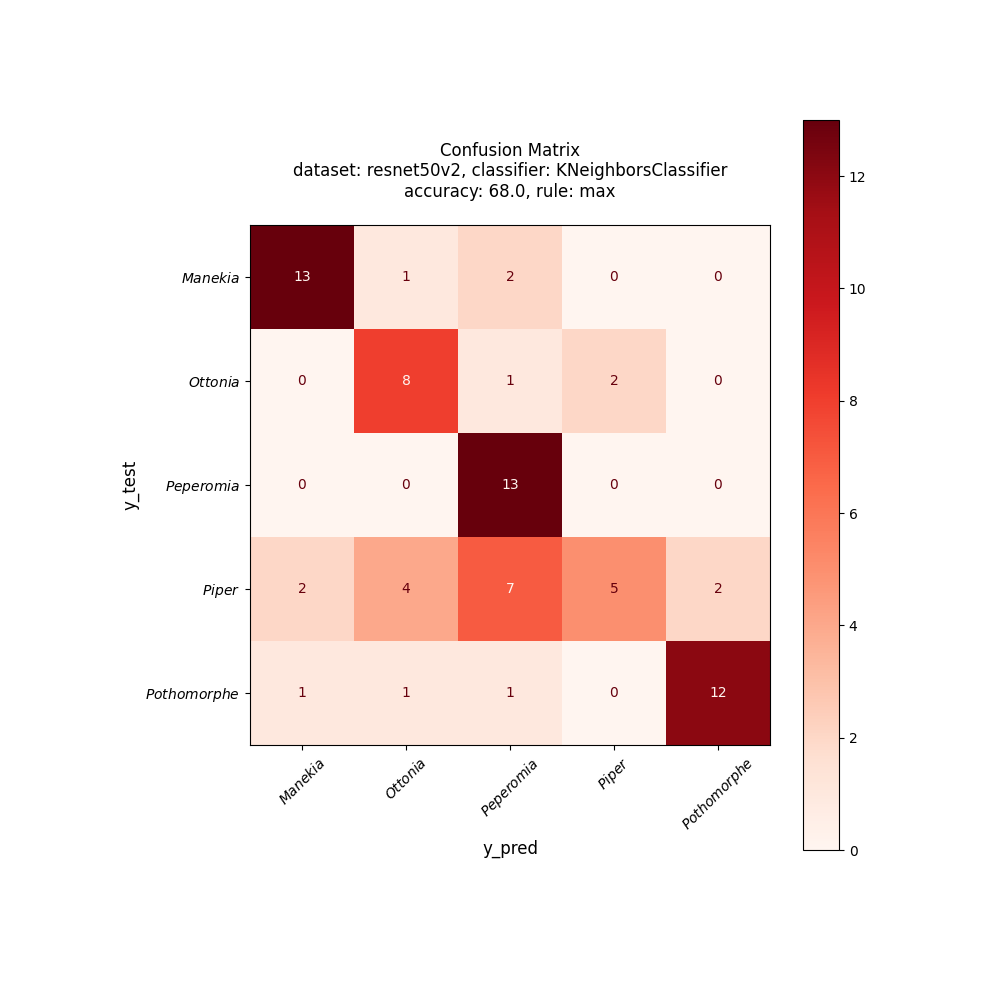 Confusion Matrix
dataset: resnet50v2, classifier: KNeighborsClassifier
accuracy: 68.0, rule: max
12
10
8
6
4
2
0
y_test
Manekia 13 1 2 0 0
Ottonia 0 8 1 2 0
Peperomia 0 0 13 0 0
Piper 2 4 7 5 2
Pothomorphe 1 1 1 0 12
Manekia Ottonia Peperomia Piper Pothomorphe
y_pred